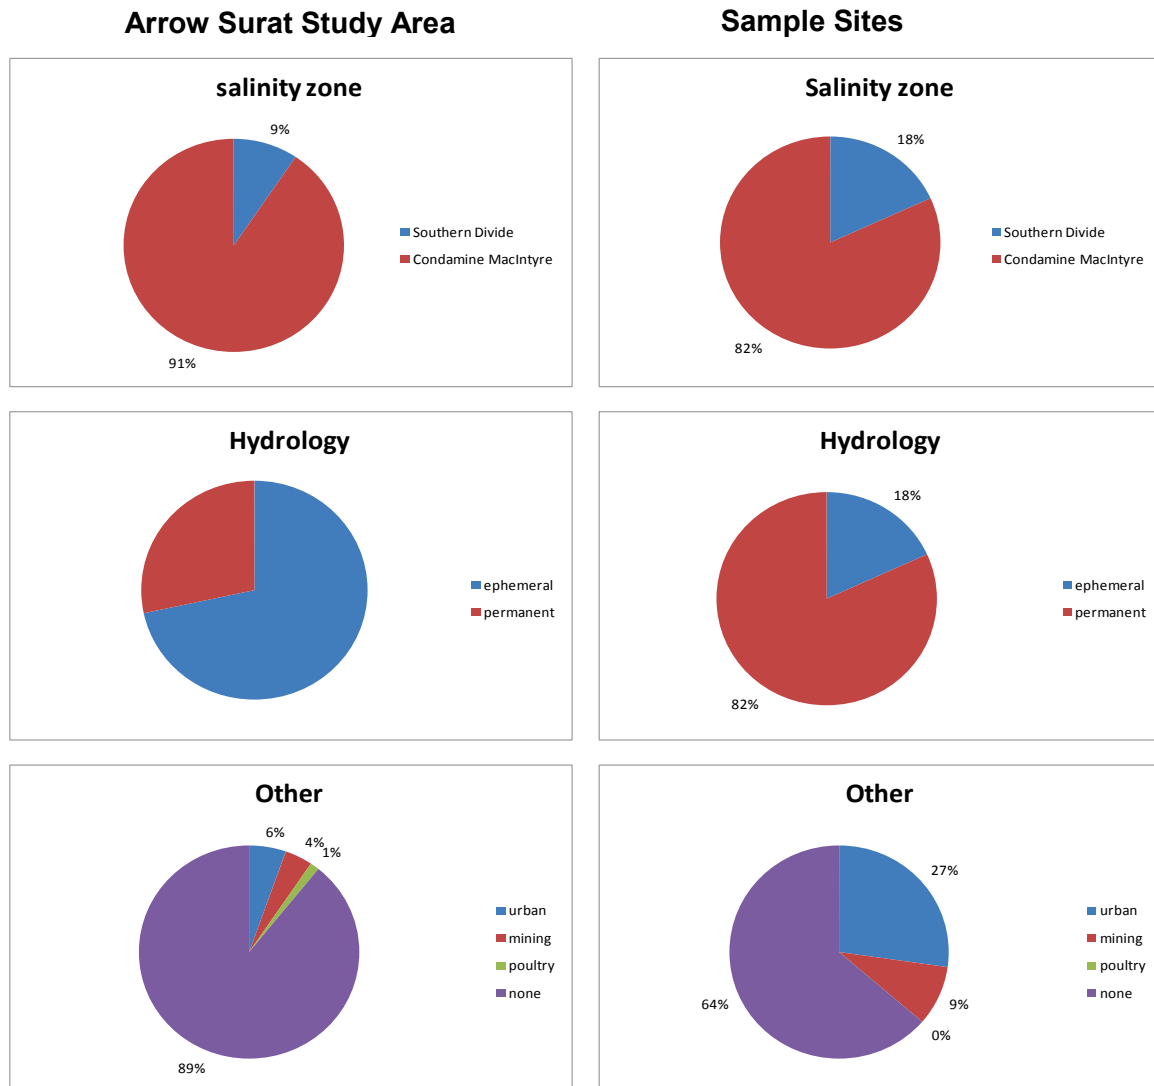 Arrow Surat Study Area
Sample Sites
salinity zone
9%
Southern Divide
Condamine MacIntyre
91%
Salinity zone
18%
Southern Divide
Condamine MacIntyre
82%
Hydrology
ephemeral
permanent
Hydrology
18%
ephemeral
permanent
82%
Other
6%
4%
1%
urban
mining
poultry
none
89%
Other
27%
urban
mining
poultry
none
64%
9%
0%